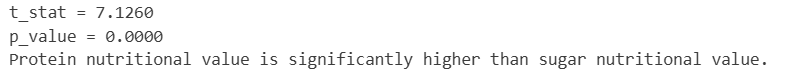 t_stat = 7.1260
p_value = 0.0000
Protein nutritional value is significantly higher than sugar nutritional value.